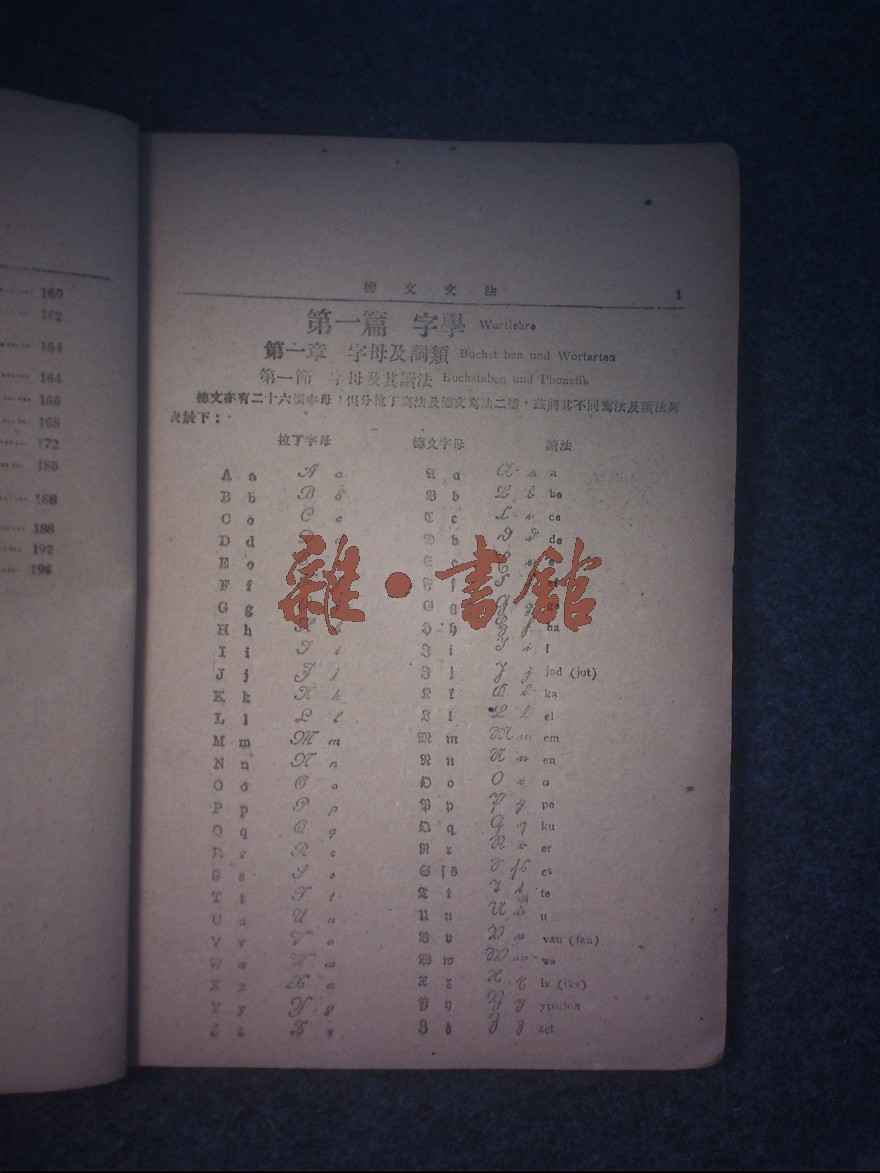 160
162
164
164
166
168
172
185
188
188
192
196
德文文法 1
第一篇 字學 Wortlehre
第一章 字母及詞類 Buchst ben und Wortarten
第一節 字母及其讀法 Buchstaben und Phonetik
德文亦有二十六個字母,但分拉丁寫法及德文寫法二種,茲將其不同寫法及讀法列
表於下:
拉丁字母 德文字母 讀法
A a A a A a A a a
B b B b B b B b be
C c C c C c C c ce
D d D d D d de
E e
F f
G g G g G g ge
H h H h H h H h ha
I i I i I i I i i
J j J j J j J j jod (jot)
K k K k K k K k ka
L l L l L l L l el
M m M m M m M m em
N n N n N n N n en
O o O o O o O o o
P p P p P p P p pe
Q q Q q Q q Q q ku
R r R r R r R r er
S s S s S ſ s S ſ s es
T t T t T t T t te
U u U u U u U u u
V v V v V v V v vau (fau)
W w W w W w W w we
X x X x X x X x ix (iks)
Y y Y y Y y Y y ypsilon
Z z Z z Z z Z z zet
雜·書館